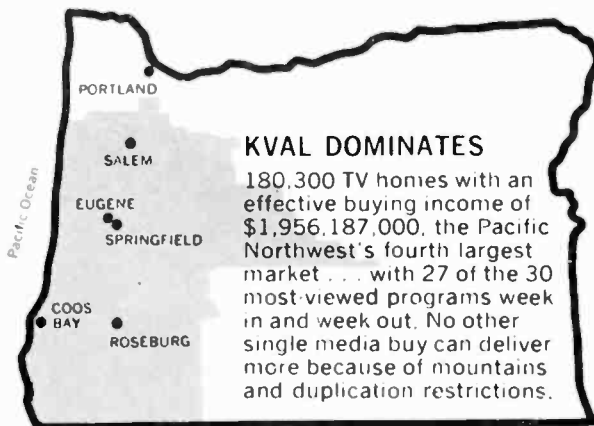 PORTLAND
SALEM
EUGENE
SPRINGFIELD
COOS
BAY
ROSEBURG
Pacific Ocean
KVAL DOMINATES
180,300 TV homes with an
effective buying income of
$1,956,187,000, the Pacific
Northwest's fourth largest
market . . . with 27 of the 30
most-viewed programs week
in and week out. No other
single media buy can deliver
more because of mountains
and duplication restrictions.